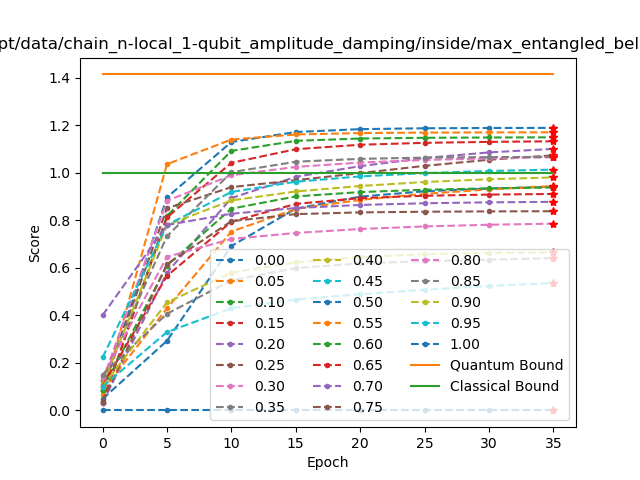 pt/data/chain_n-local_1-qubit_amplitude_damping/inside/max_entangled_bel
Score
1.4
1.2
1.0
0.8
0.6
0.4
0.2
0.0
0.00 0.40 0.80
0.05 0.45 0.85
0.10 0.50 0.90
0.15 0.55 0.95
0.20 0.60 1.00
0.25 0.65 Quantum Bound
0.30 0.70 Classical Bound
0.35 0.75
0 5 10 15 20 25 30 35
Epoch